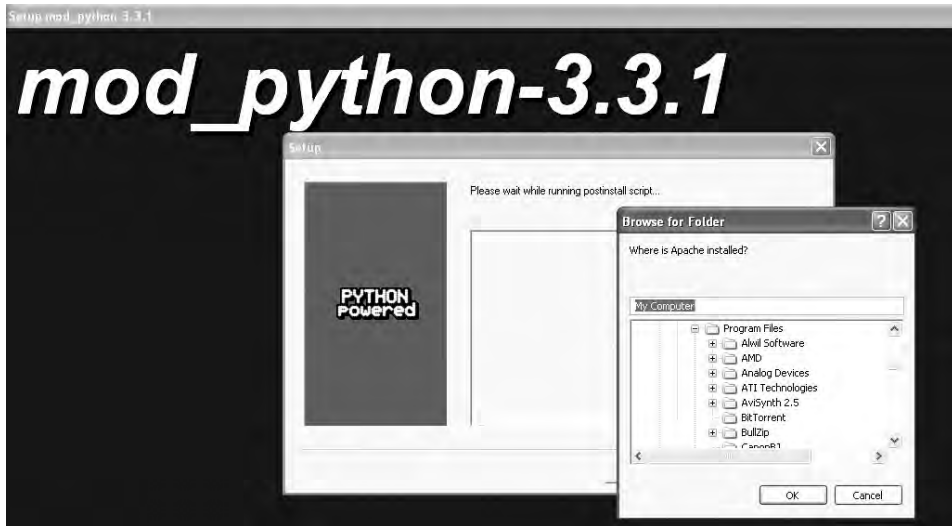 Setup mod_python-3.3.1
mod_python-3.3.1
Setup
Please wait while running postinstall script...
PYTHON
powered
Browse for Folder
Where is Apache installed?
My Computer
Program Files
Alwil Software
AMD
Analog Devices
ATI Technologies
AviSynth 2.5
BitTorrent
BullZip
OK
Cancel